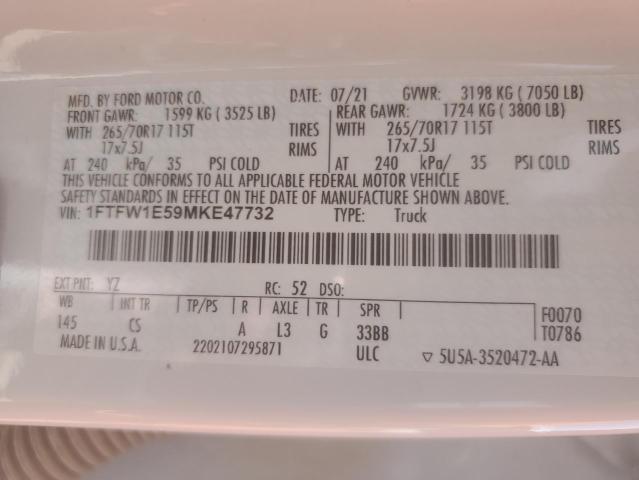 MFD. BY FORD MOTOR CO. DATE: 07/21 GVWR: 3198 KG ( 7050 LB)
FRONT GAWR: 1599 KG ( 3525 LB) REAR GAWR: 1724 KG ( 3800 LB)
WITH 265/70R17 115T TIRES WITH 265/70R17 115T TIRES
17x7.5J RIMS 17x7.5J RIMS
AT 240 kPa/ 35 PSI COLD AT 240 kPa/ 35 PSI COLD
THIS VEHICLE CONFORMS TO ALL APPLICABLE FEDERAL MOTOR VEHICLE
SAFETY STANDARDS IN EFFECT ON THE DATE OF MANUFACTURE SHOWN ABOVE.
VIN: 1FTFW1E59MKE47732 TYPE: Truck
EXT PNT: YZ RC: 52 DSO:
WB INT TR TP/PS R AXLE TR SPR F0070
145 CS A L3 G 33BB T0786
MADE IN U.S.A. 2202107295871 ULC ▽ 5U5A-3520472-AA